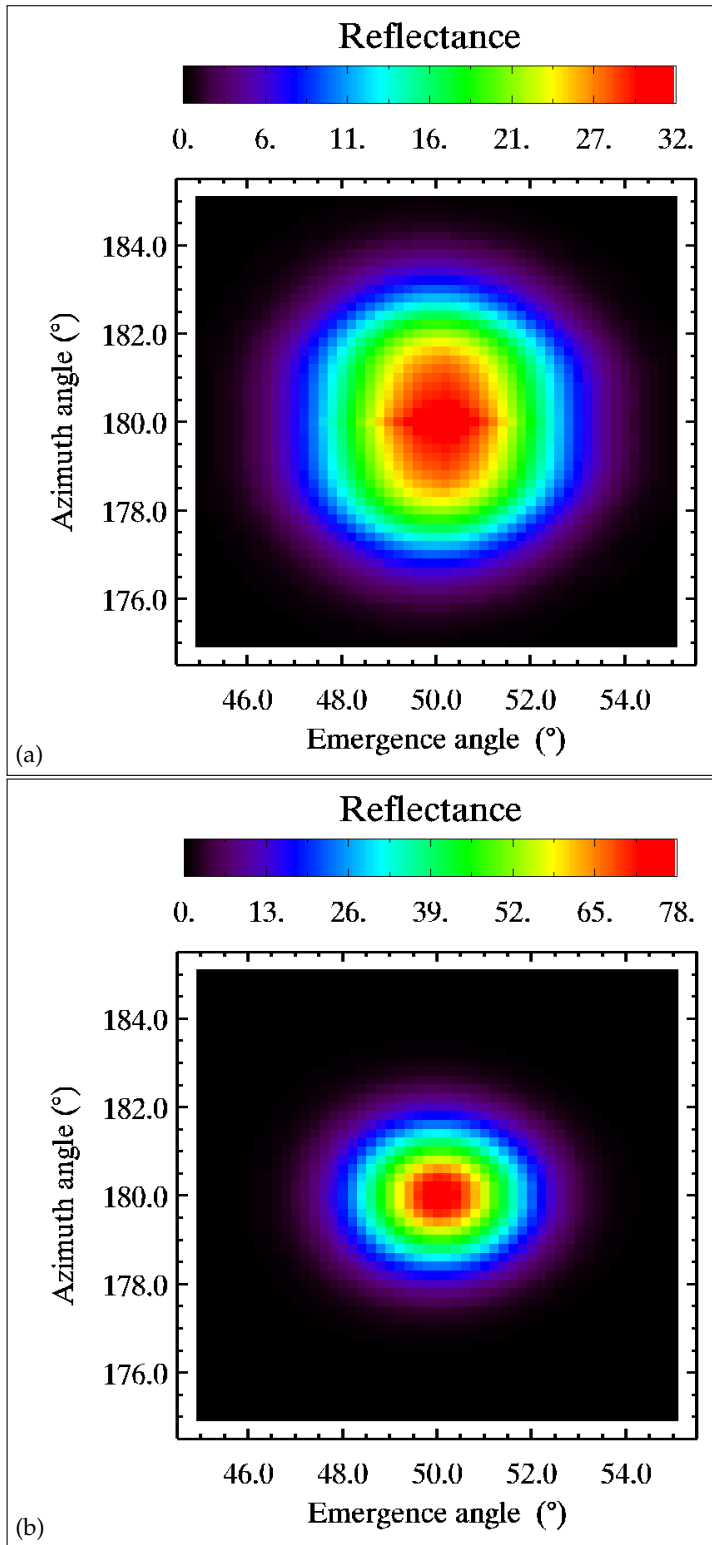 Reflectance
0. 6. 11. 16. 21. 27. 32.
184.0
182.0
180.0
178.0
176.0
Azimuth angle (°)
46.0 48.0 50.0 52.0 54.0
Emergence angle (°)
(a)
Reflectance
0. 13. 26. 39. 52. 65. 78.
184.0
182.0
180.0
178.0
176.0
Azimuth angle (°)
46.0 48.0 50.0 52.0 54.0
Emergence angle (°)
(b)